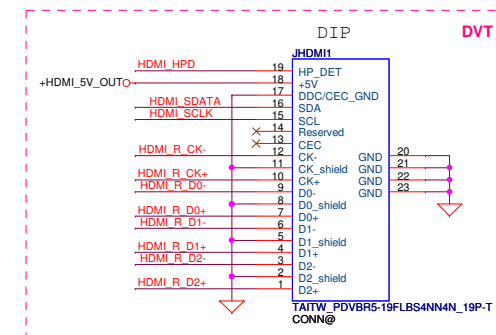 DIP
DVT
JHDMI1
HDMI_HPD 19 HP_DET
+HDMI_5V_OUT 18 +5V
17 DDC/CEC_GND
HDMI_SDATA 16 SDA
HDMI_SCLK 15 SCL
14 Reserved
13 CEC
HDMI_R_CK- 12 CK- GND 20
11 CK_shield GND 21
HDMI_R_CK+ 10 CK+ GND 22
HDMI_R_D0- 9 D0- GND 23
8 D0_shield
HDMI_R_D0+ 7 D0+
HDMI_R_D1- 6 D1-
5 D1_shield
HDMI_R_D1+ 4 D1+
HDMI_R_D2- 3 D2-
2 D2_shield
HDMI_R_D2+ 1 D2+
TAITW_PDVBR5-19FLBS4NN4N_19P-T
CONN@